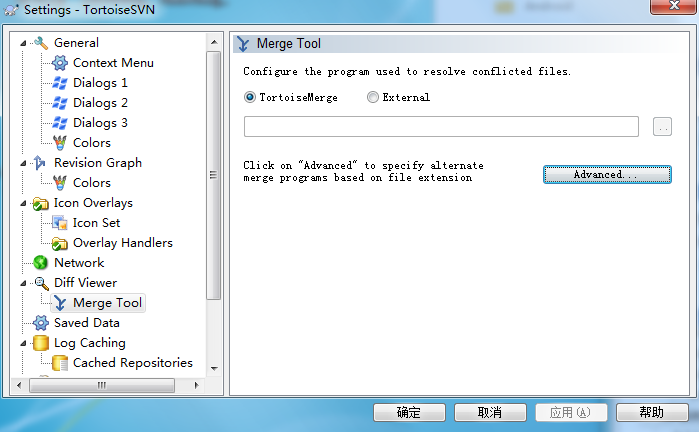 Settings - TortoiseSVN
General
Context Menu
Dialogs 1
Dialogs 2
Dialogs 3
Colors
Revision Graph
Colors
Icon Overlays
Icon Set
Overlay Handlers
Network
Diff Viewer
Merge Tool
Saved Data
Log Caching
Cached Repositories
Merge Tool
Configure the program used to resolve conflicted files.
TortoiseMerge External
..
Click on "Advanced" to specify alternate
merge programs based on file extension
Advanced...
确定 取消 应用(A) 帮助